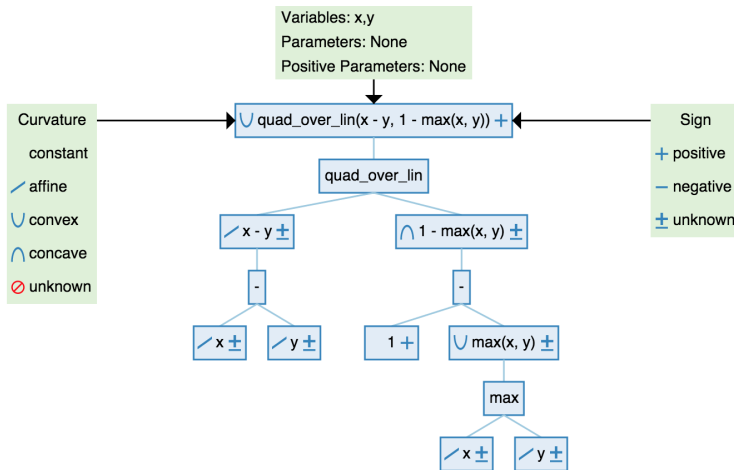 Variables: x,y
Parameters: None
Positive Parameters: None
Curvature
constant
affine
convex
concave
unknown
quad_over_lin(x - y, 1 - max(x, y)) +
Sign
+ positive
− negative
± unknown
quad_over_lin
x - y ±
1 - max(x, y) ±
-
-
x ±
y ±
1 +
max(x, y) ±
max
x ±
y ±